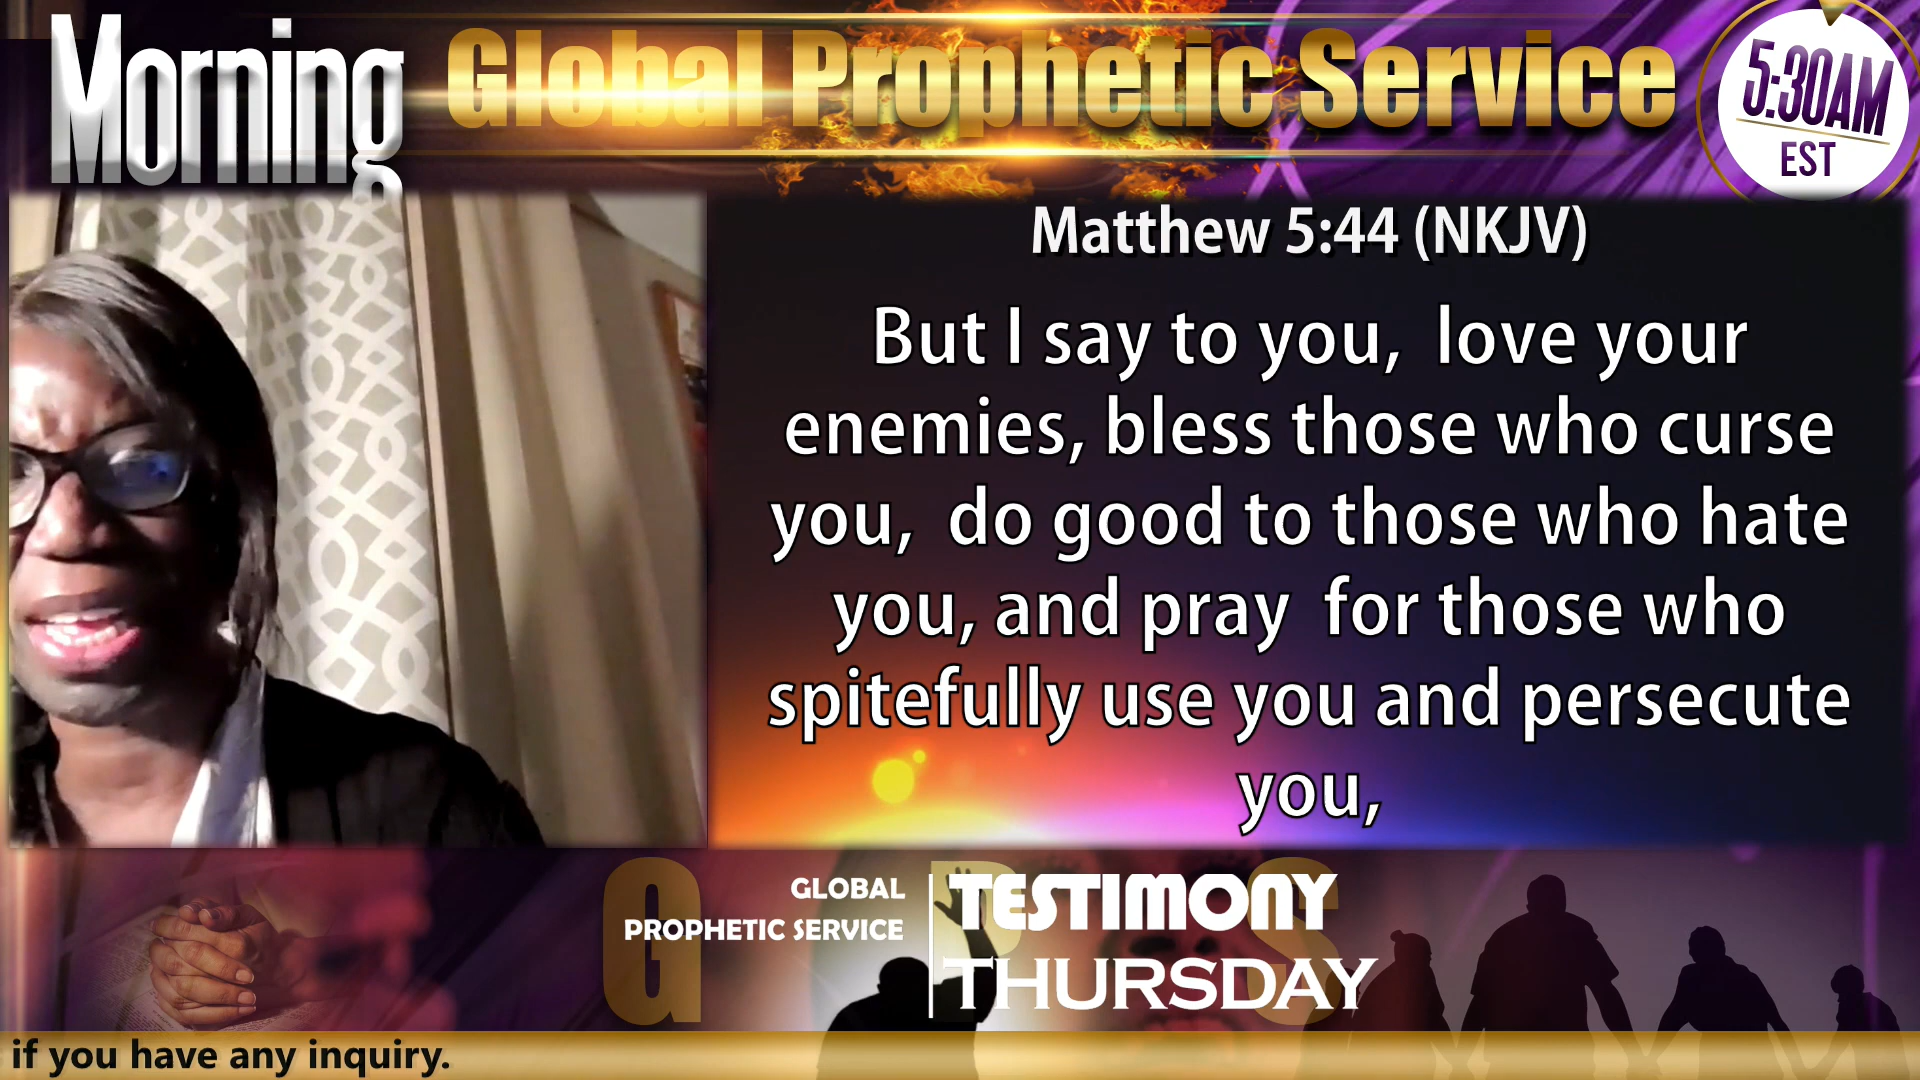 Morning Global Prophetic Service
5:30AM
EST
Matthew 5:44 (NKJV)
But I say to you, love your
enemies, bless those who curse
you, do good to those who hate
you, and pray for those who
spitefully use you and persecute
you,
GPS
GLOBAL
PROPHETIC SERVICE
TESTIMONY
THURSDAY
if you have any inquiry.